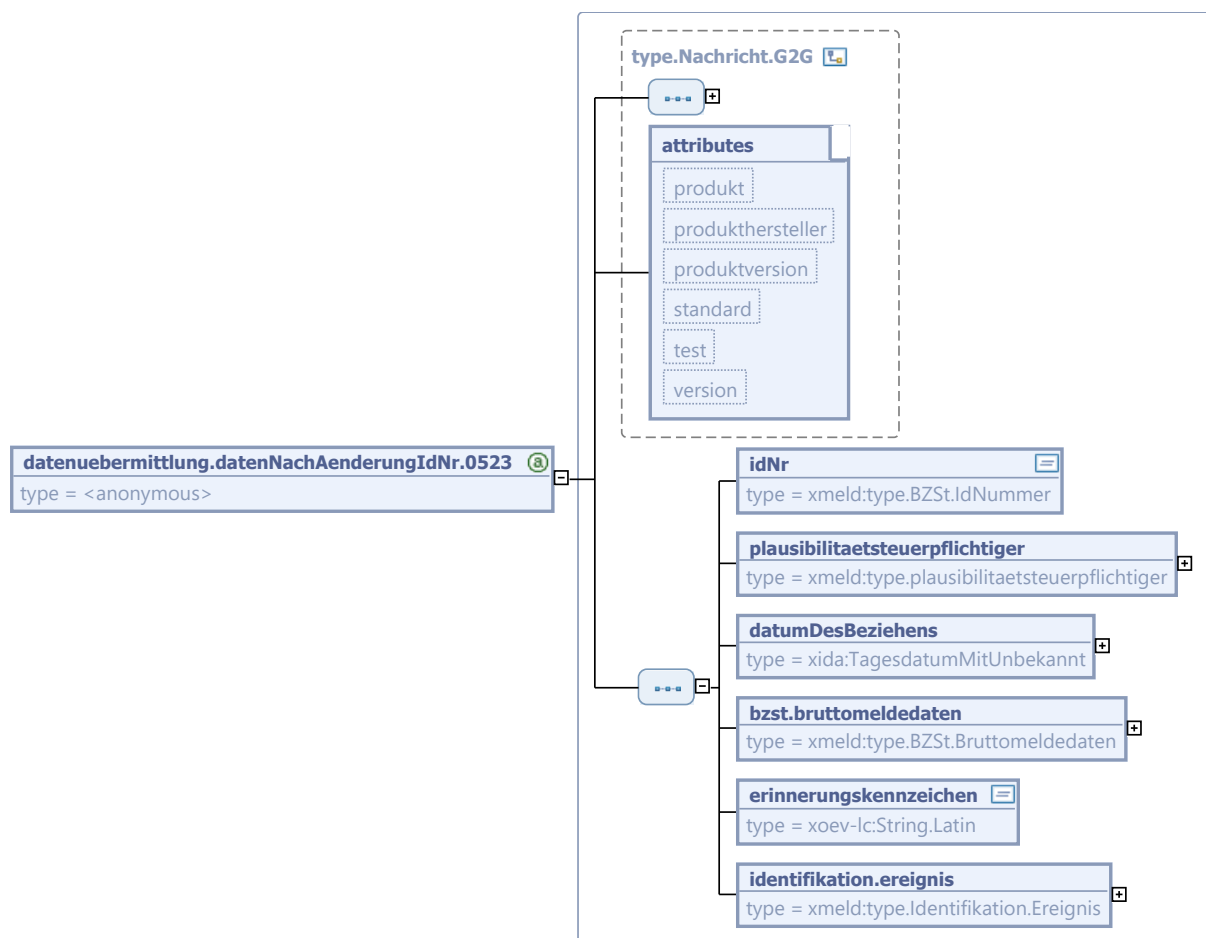 type.Nachricht.G2G
attributes
produkt
produkthersteller
produktversion
standard
test
version
datenuebermittlung.datenNachAenderungIdNr.0523
type = <anonymous>
idNr
type = xmeld:type.BZSt.IdNummer
plausibilitaetsteuerpflichtiger
type = xmeld:type.plausibilitaetsteuerpflichtiger
datumDesBeziehens
type = xida:TagesdatumMitUnbekannt
bzst.bruttomeldedaten
type = xmeld:type.BZSt.Bruttomeldedaten
erinnerungskennzeichen
type = xoev-lc:String.Latin
identifikation.ereignis
type = xmeld:type.Identifikation.Ereignis